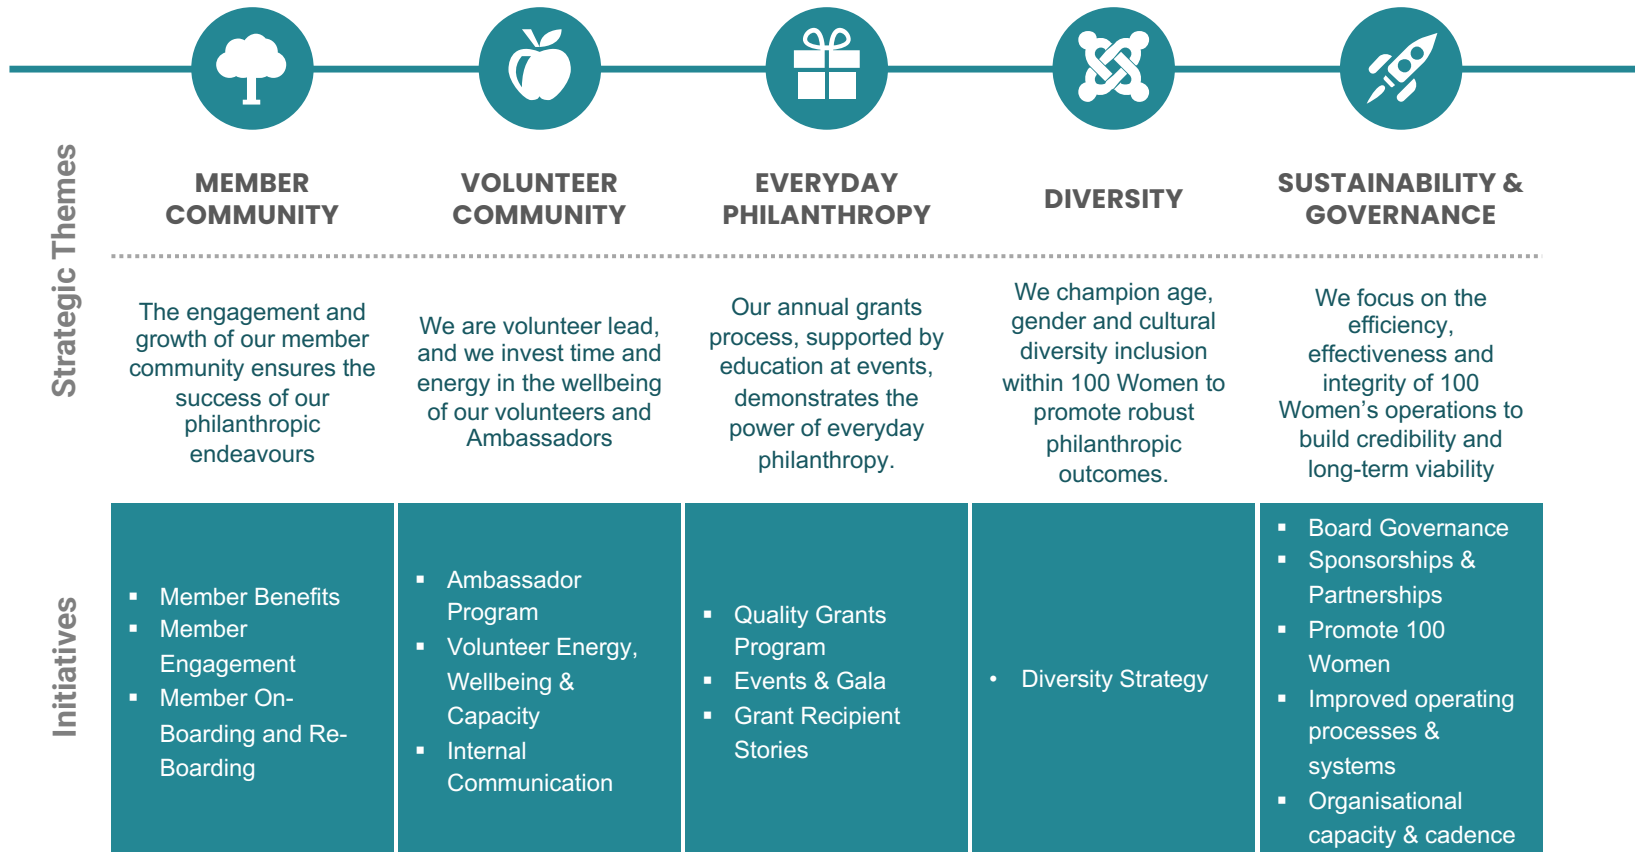 Strategic Themes
MEMBER
COMMUNITY
VOLUNTEER
COMMUNITY
EVERYDAY
PHILANTHROPY
DIVERSITY
SUSTAINABILITY &
GOVERNANCE
The engagement and
growth of our member
community ensures the
success of our
philanthropic
endeavours
We are volunteer lead,
and we invest time and
energy in the wellbeing
of our volunteers and
Ambassadors
Our annual grants
process, supported by
education at events,
demonstrates the
power of everyday
philanthropy.
We champion age,
gender and cultural
diversity inclusion
within 100 Women to
promote robust
philanthropic
outcomes.
We focus on the
efficiency,
effectiveness and
integrity of 100
Women’s operations to
build credibility and
long-term viability
Initiatives
▪ Member Benefits
▪ Member
Engagement
▪ Member On-
Boarding and Re-
Boarding
▪ Ambassador
Program
▪ Volunteer Energy,
Wellbeing &
Capacity
▪ Internal
Communication
▪ Quality Grants
Program
▪ Events & Gala
▪ Grant Recipient
Stories
• Diversity Strategy
▪ Board Governance
▪ Sponsorships &
Partnerships
▪ Promote 100
Women
▪ Improved operating
processes &
systems
▪ Organisational
capacity & cadence